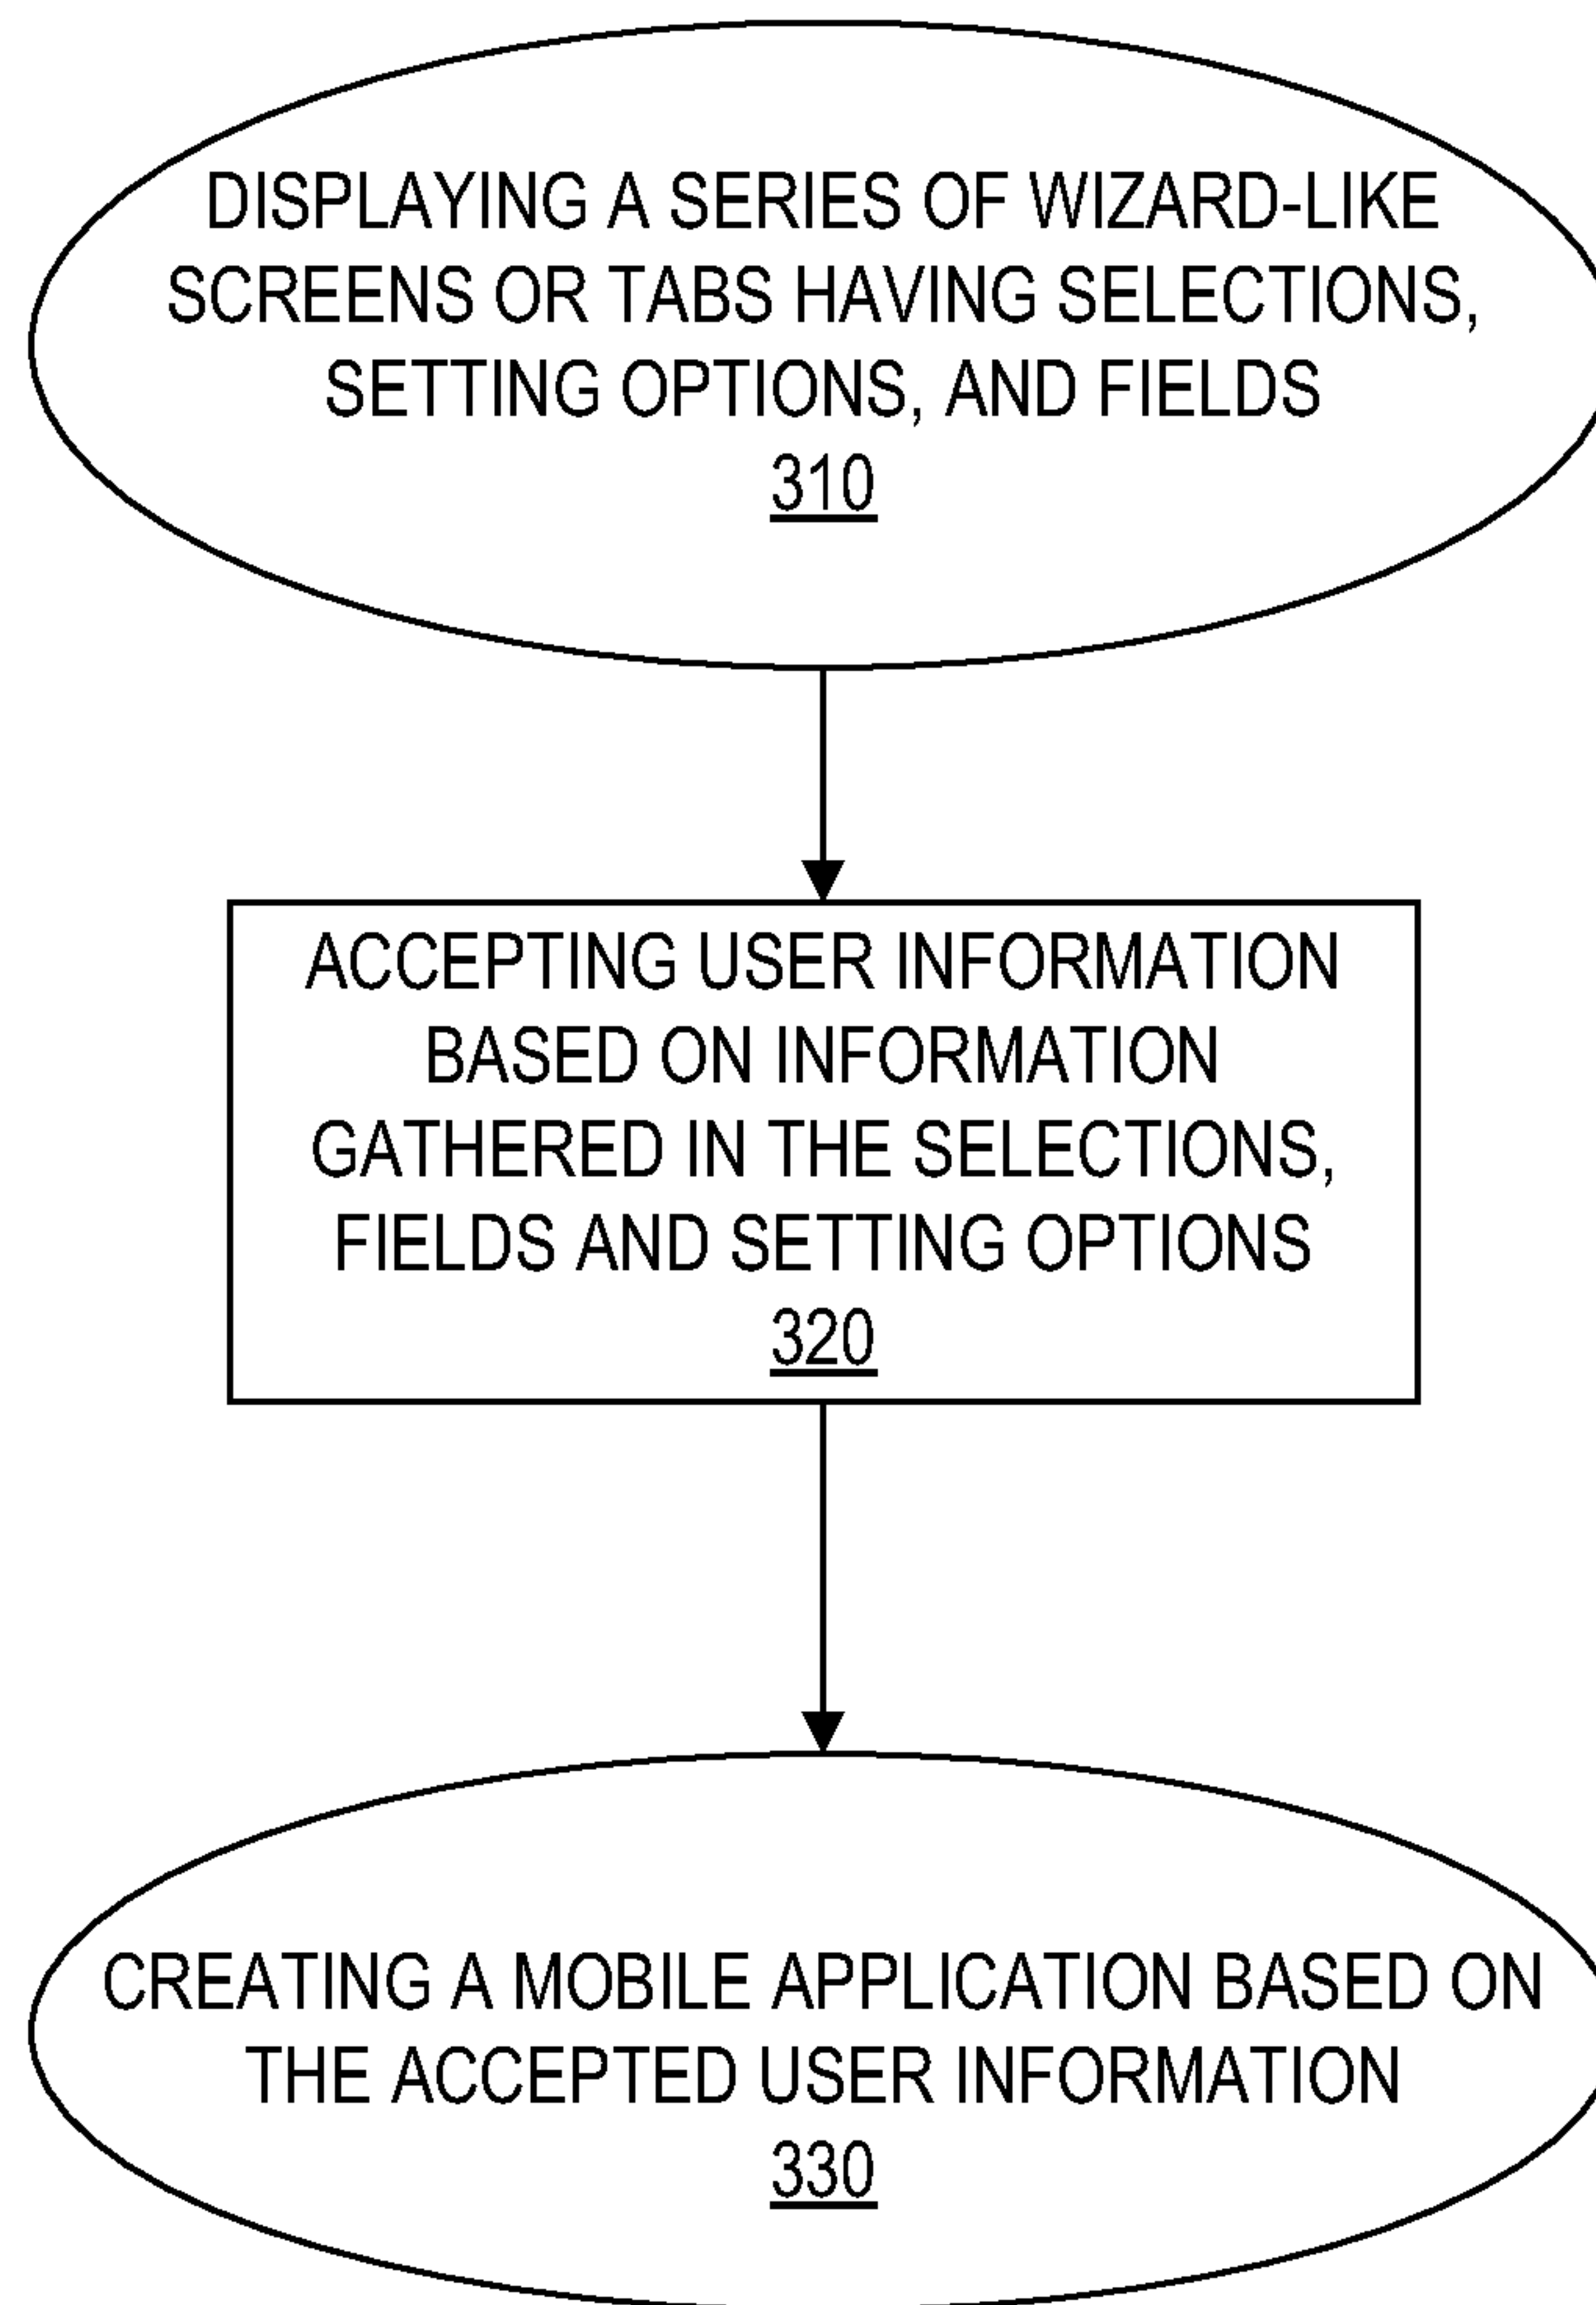 DISPLAYING A SERIES OF WIZARD-LIKE
SCREENS OR TABS HAVING SELECTIONS,
SETTING OPTIONS, AND FIELDS
310
ACCEPTING USER INFORMATION
BASED ON INFORMATION
GATHERED IN THE SELECTIONS,
FIELDS AND SETTING OPTIONS
320
CREATING A MOBILE APPLICATION BASED ON
THE ACCEPTED USER INFORMATION
330